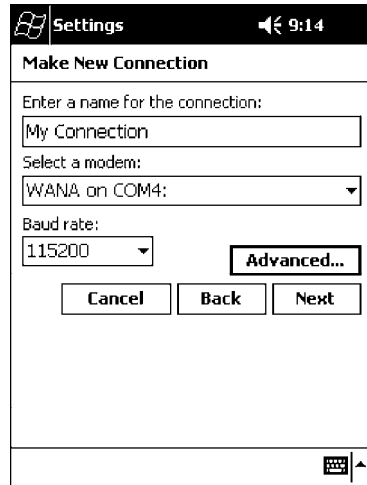 Settings 9:14
Make New Connection
Enter a name for the connection:
My Connection
Select a modem:
WANA on COM4:
Baud rate:
115200
Advanced...
Cancel Back Next